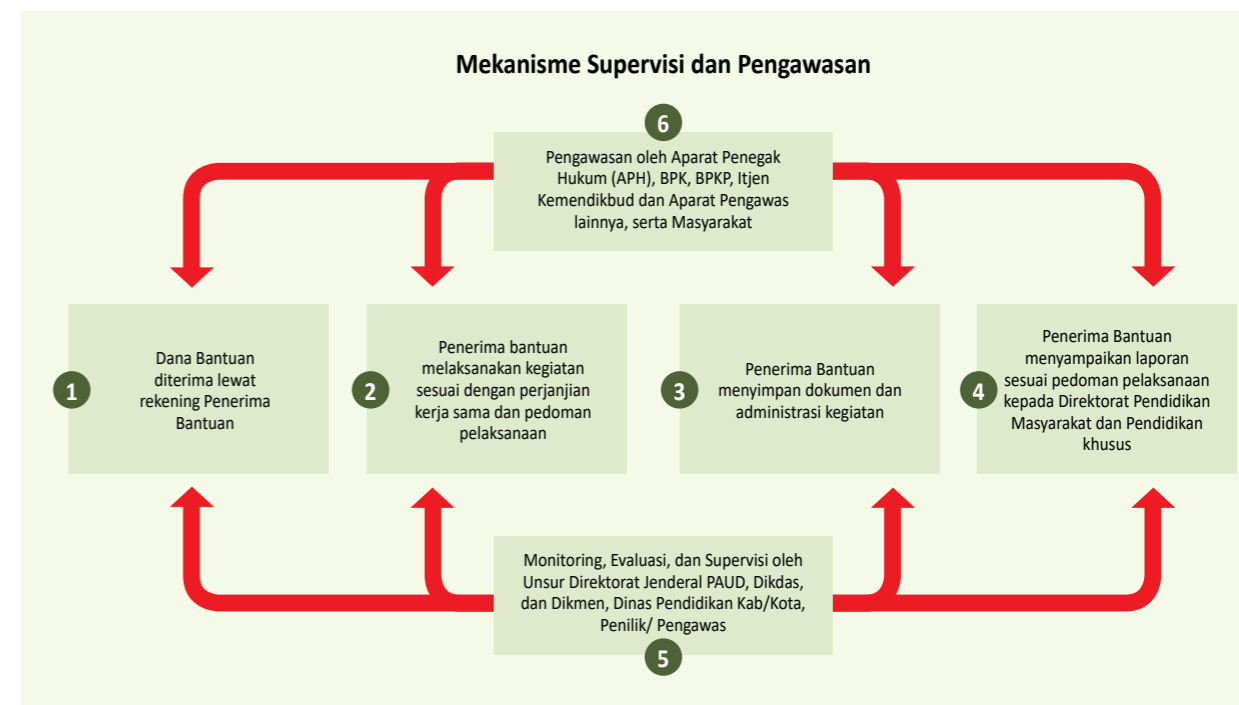 Mekanisme Supervisi dan Pengawasan
6
Pengawasan oleh Aparat Penegak
Hukum (APH), BPK, BPKP, Itjen
Kemendikbud dan Aparat Pengawas
lainnya, serta Masyarakat
1
Dana Bantuan
diterima lewat
rekening Penerima
Bantuan
2
Penerima bantuan
melaksanakan kegiatan
sesuai dengan perjanjian
kerja sama dan pedoman
pelaksanaan
3
Penerima Bantuan
menyimpan dokumen dan
administrasi kegiatan
4
Penerima Bantuan
menyampaikan laporan
sesuai pedoman pelaksanaan
kepada Direktorat Pendidikan
Masyarakat dan Pendidikan
khusus
Monitoring, Evaluasi, dan Supervisi oleh
Unsur Direktorat Jenderal PAUD, Dikdas,
dan Dikmen, Dinas Pendidikan Kab/Kota,
Penilik/ Pengawas
5